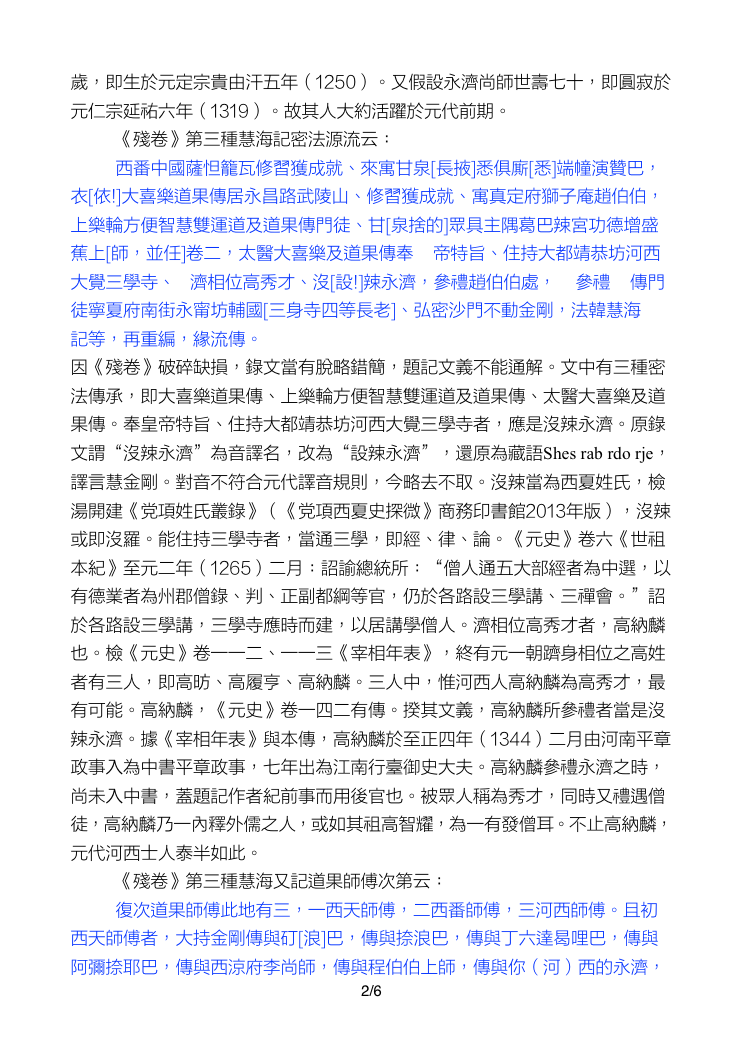 歲，即生於元定宗貴由汗五年（1250）。又假設永濟尚師世壽七十，即圓寂於
元仁宗延祐六年（1319）。故其人大約活躍於元代前期。
《殘卷》第三種慧海記密法源流云：
西番中國薩怛籠瓦修習獲成就、來寓甘泉[長掖]悉俱廝[悉]端幢演贊巴，
衣[依!]大喜樂道果傳居永昌路武陵山、修習獲成就、寓真定府獅子庵趙伯伯，
上樂輪方便智慧雙運道及道果傳門徒、甘[泉捨的]眾具主隅葛巴辣宮功德增盛
蕉上[師，並仼]卷二，太醫大喜樂及道果傳奉　帝特旨、住持大都靖恭坊河西
大覺三學寺、　濟相位高秀才、沒[設!]辣永濟，參禮趙伯伯處，　參禮　傳門
徒寧夏府南街永甯坊輔國[三身寺四等長老]、弘密沙門不動金剛，法韓慧海
記等，再重編，緣流傳。
因《殘卷》破碎缺損，錄文當有脫略錯簡，題記文義不能通解。文中有三種密
法傳承，即大喜樂道果傳、上樂輪方便智慧雙運道及道果傳、太醫大喜樂及道
果傳。奉皇帝特旨、住持大都靖恭坊河西大覺三學寺者，應是沒辣永濟。原錄
文謂“沒辣永濟”為音譯名，改為“設辣永濟”，還原為藏語Shes rab rdo rje，
譯言慧金剛。對音不符合元代譯音規則，今略去不取。沒辣當為西夏姓氏，檢
湯開建《党項姓氏叢錄》（《党項西夏史探微》商務印書館2013年版），沒辣
或即沒羅。能住持三學寺者，當通三學，即經、律、論。《元史》卷六《世祖
本紀》至元二年（1265）二月：詔諭總統所：“僧人通五大部經者為中選，以
有德業者為州郡僧錄、判、正副都綱等官，仍於各路設三學講、三禪會。”詔
於各路設三學講，三學寺應時而建，以居講學僧人。濟相位高秀才者，高納麟
也。檢《元史》卷一一二、一一三《宰相年表》，終有元一朝躋身相位之高姓
者有三人，即高昉、高履亨、高納麟。三人中，惟河西人高納麟為高秀才，最
有可能。高納麟，《元史》卷一四二有傳。揆其文義，高納麟所參禮者當是沒
辣永濟。據《宰相年表》與本傳，高納麟於至正四年（1344）二月由河南平章
政事入為中書平章政事，七年出為江南行臺御史大夫。高納麟參禮永濟之時，
尚未入中書，蓋題記作者紀前事而用後官也。被眾人稱為秀才，同時又禮遇僧
徒，高納麟乃一內釋外儒之人，或如其祖高智耀，為一有發僧耳。不止高納麟，
元代河西士人泰半如此。
《殘卷》第三種慧海又記道果師傅次第云：
復次道果師傅此地有三，一西天師傅，二西番師傅，三河西師傅。且初
西天師傅者，大持金剛傳與矴[浪]巴，傳與捺浪巴，傳與丁六達曷哩巴，傳與
阿彌捺耶巴，傳與西涼府李尚師，傳與程伯伯上師，傳與你（河）西的永濟，
2/6